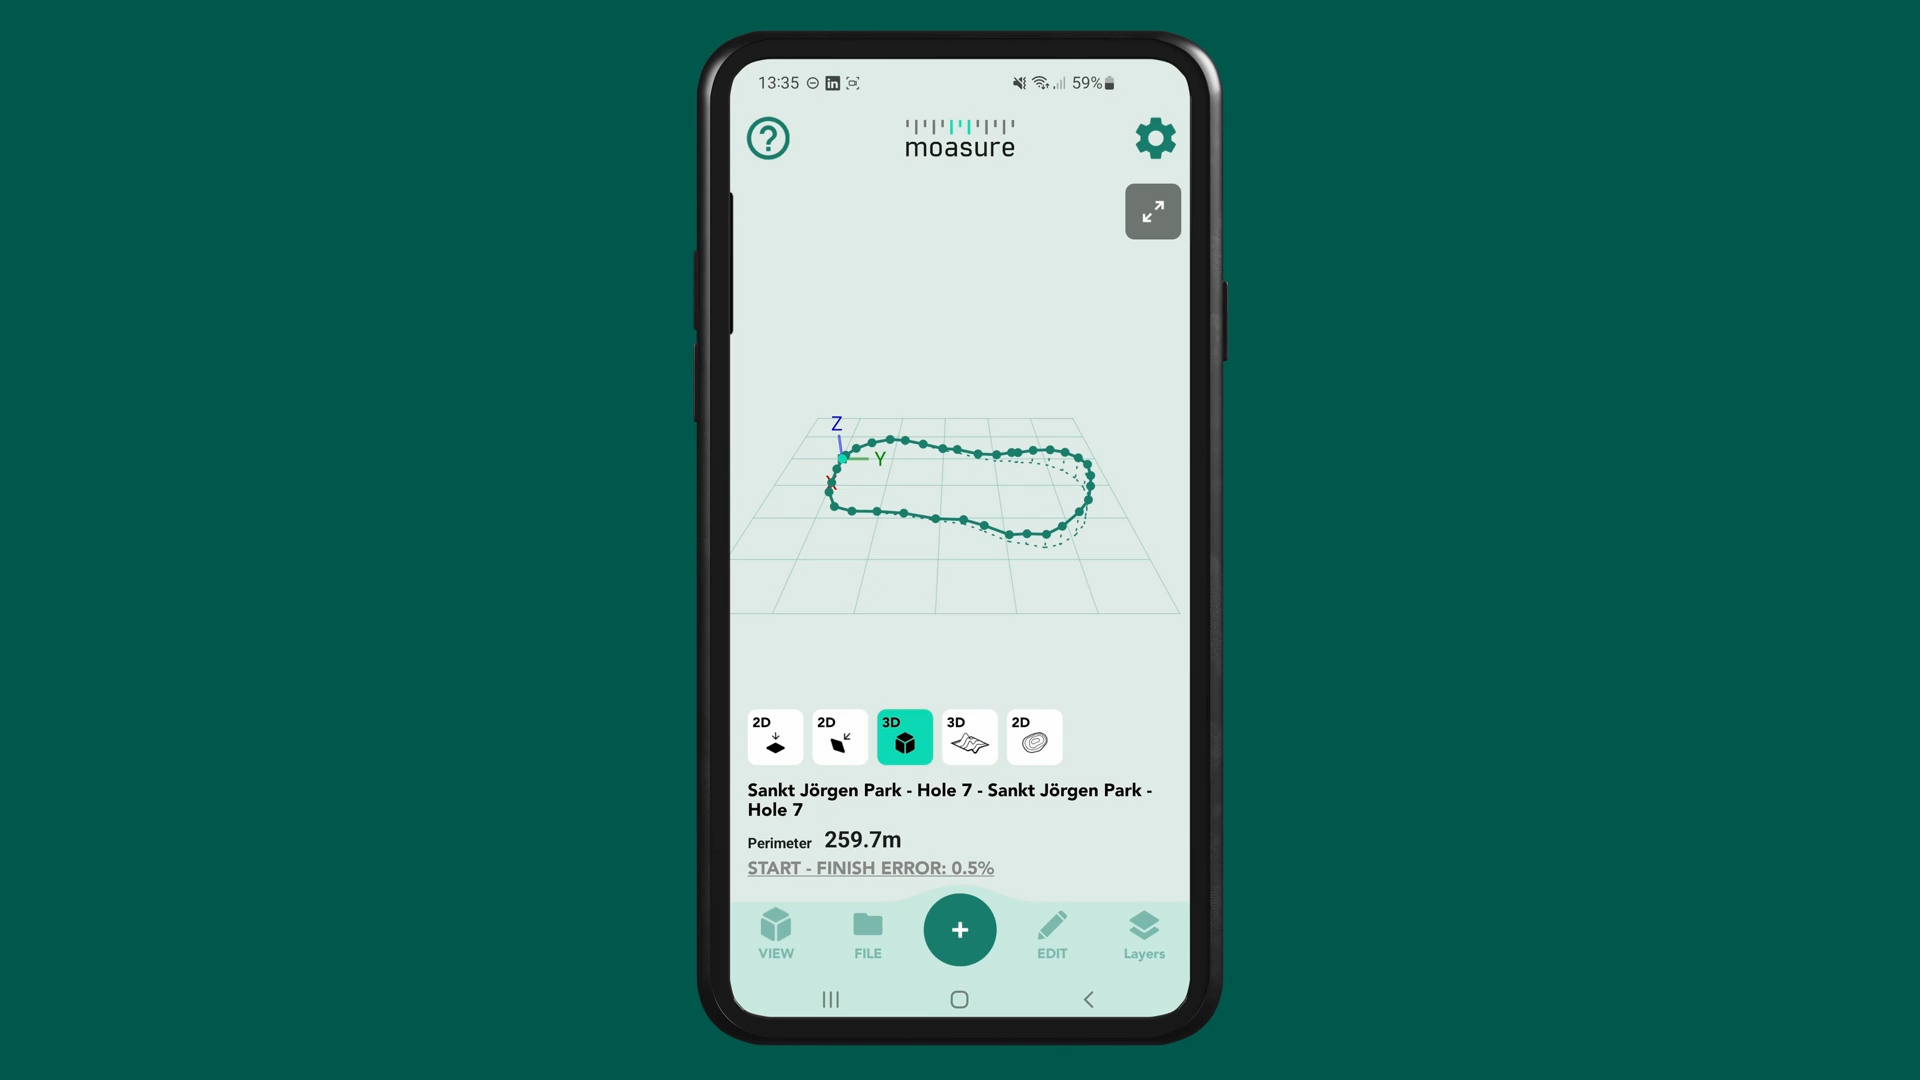 13:35
59%
moasure
Z
Y
X
2D
2D
3D
3D
2D
Sankt Jörgen Park - Hole 7 - Sankt Jörgen Park -
Hole 7
Perimeter 259.7m
START - FINISH ERROR: 0.5%
VIEW
FILE
EDIT
Layers